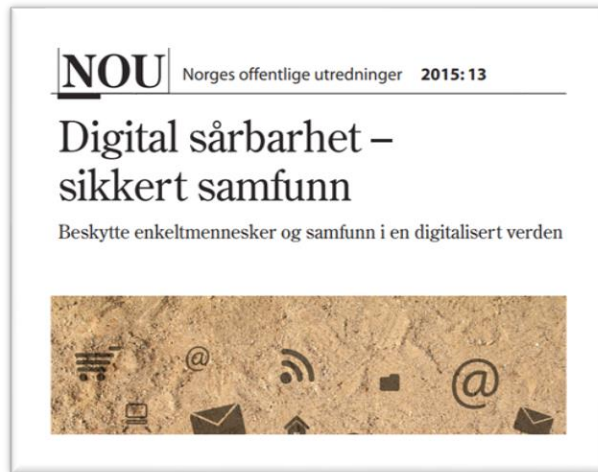 NOU Norges offentlige utredninger 2015: 13
Digital sårbarhet –
sikkert samfunn
Beskytte enkeltmennesker og samfunn i en digitalisert verden
@
@